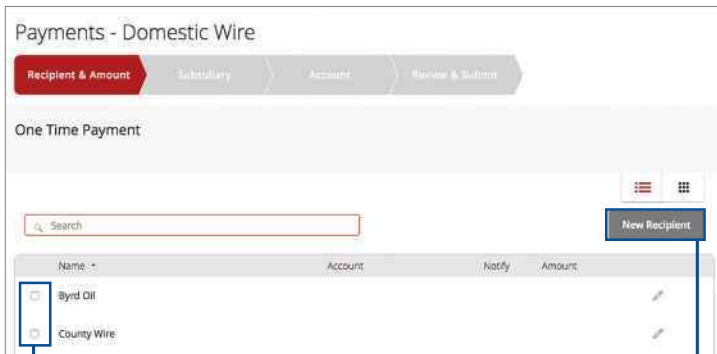 Payments - Domestic Wire
Recipient & Amount Subsidiary Account Review & Submit
One Time Payment
Search
New Recipient
Name Account Notify Amount
Byrd Oil
County Wire